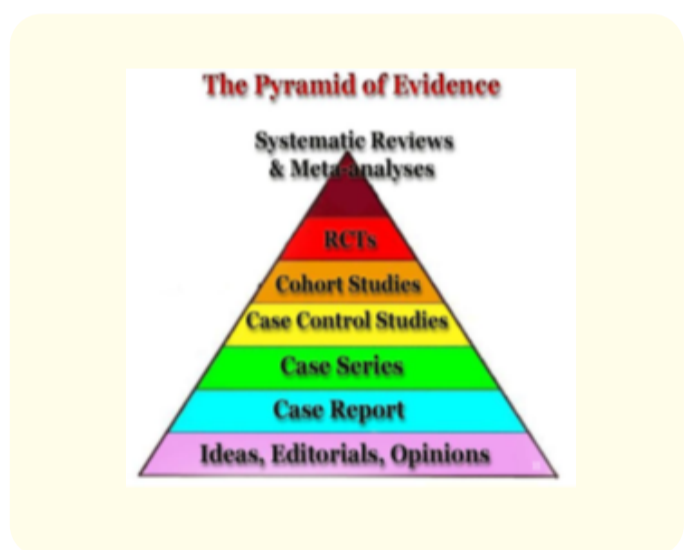 The Pyramid of Evidence
Systematic Reviews
& Meta-analyses
RCTs
Cohort Studies
Case Control Studies
Case Series
Case Report
Ideas, Editorials, Opinions